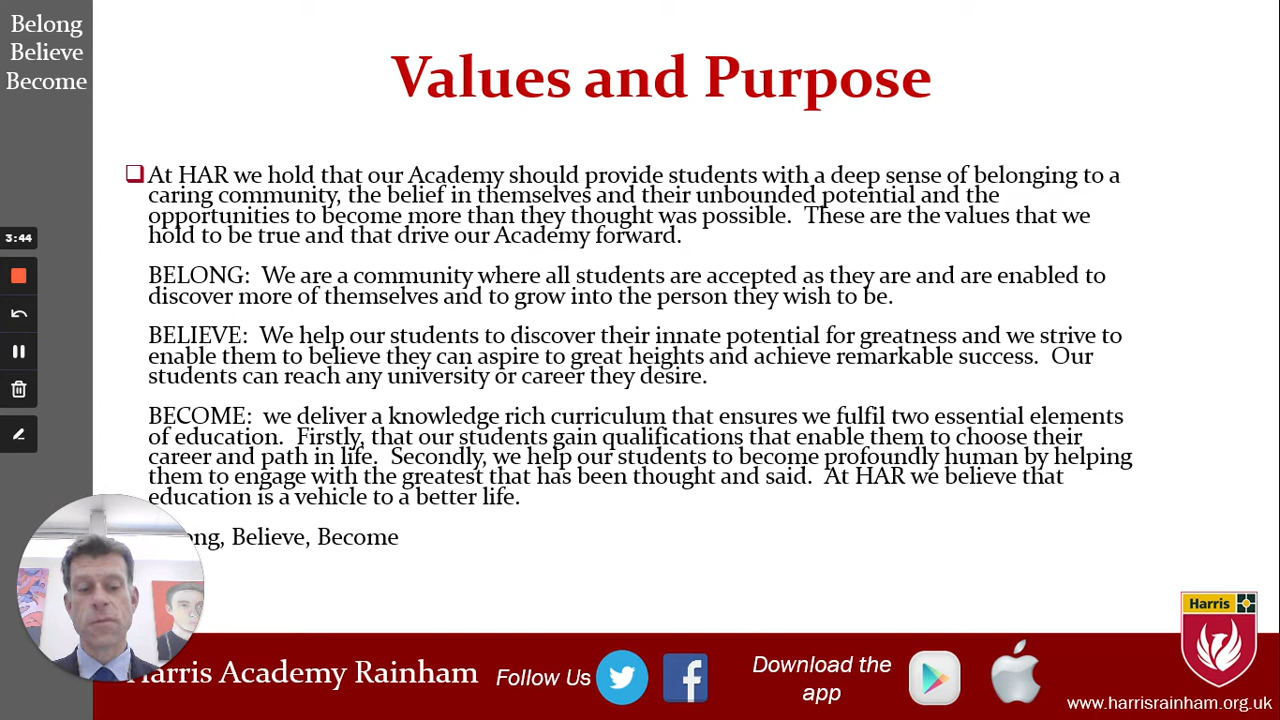 Belong
Believe
Become
Values and Purpose
At HAR we hold that our Academy should provide students with a deep sense of belonging to a
caring community, the belief in themselves and their unbounded potential and the
opportunities to become more than they thought was possible.  These are the values that we
hold to be true and that drive our Academy forward.
BELONG:  We are a community where all students are accepted as they are and are enabled to
discover more of themselves and to grow into the person they wish to be.
BELIEVE:  We help our students to discover their innate potential for greatness and we strive to
enable them to believe they can aspire to great heights and achieve remarkable success.  Our
students can reach any university or career they desire.
BECOME:  we deliver a knowledge rich curriculum that ensures we fulfil two essential elements
of education.  Firstly, that our students gain qualifications that enable them to choose their
career and path in life.  Secondly, we help our students to become profoundly human by helping
them to engage with the greatest that has been thought and said.  At HAR we believe that
education is a vehicle to a better life.
ong, Believe, Become
3:44
Harris
Harris Academy Rainham
Follow Us
Download the
app
www.harrisrainham.org.uk